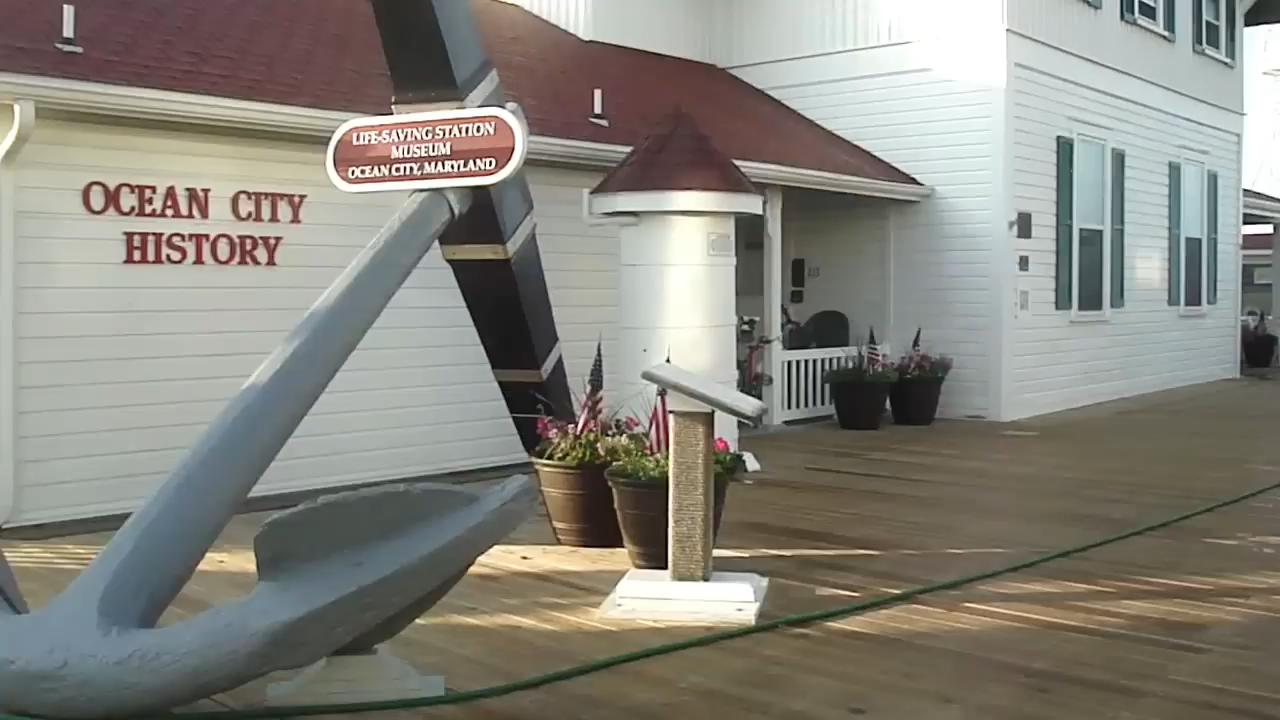 LIFE-SAVING STATION
MUSEUM
OCEAN CITY, MARYLAND
OCEAN CITY
HISTORY